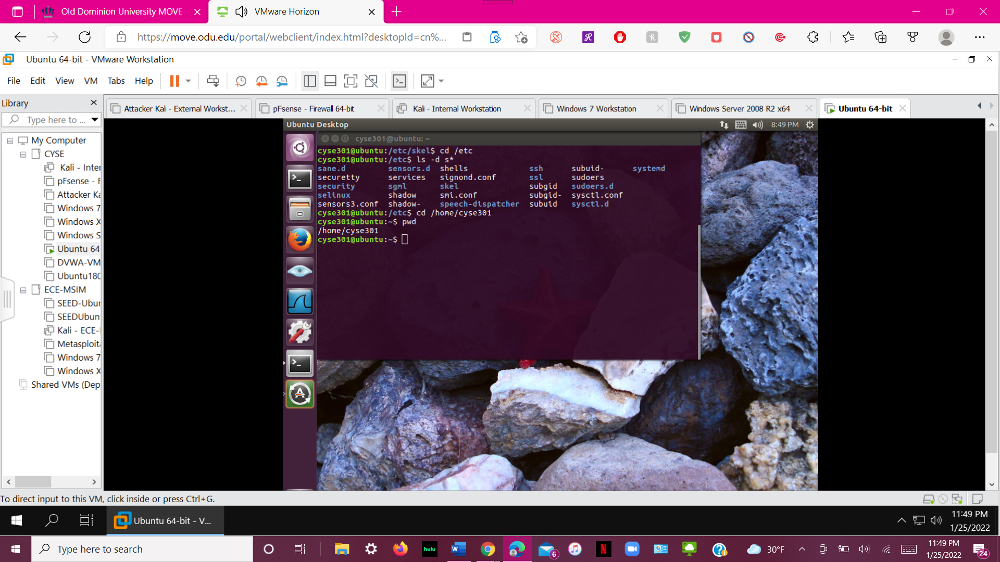 Old Dominion University MOVE
VMware Horizon
https://move.odu.edu/portal/webclient/index.html?desktopId=cn%...
Ubuntu 64-bit - VMware Workstation
File Edit View VM Tabs Help
Library
Type here to ...
My Computer
CYSE
Kali - Inter
pFsense - F
Attacker Ka
Windows 7
Windows X
Windows S
Ubuntu 64
DVWA-VM
Ubuntu180
ECE-MSIM
SEED-Ubur
SEEDUbun
Kali - ECE-
Metasploit
Windows 7
Windows X
Shared VMs (Dep
Attacker Kali - External Workst...
pFsense - Firewall 64-bit
Kali - Internal Workstation
Windows 7 Workstation
Windows Server 2008 R2 x64
Ubuntu 64-bit
Ubuntu Desktop
8:49 PM
cyse301@ubuntu: ~
cyse301@ubuntu:/etc/skel$ cd /etc
cyse301@ubuntu:/etc$ ls -d s*
sane.d sensors.d shells ssh subuid- systemd
securetty services signond.conf ssl sudoers
security sgml skel subgid sudoers.d
selinux shadow smi.conf subgid- sysctl.conf
sensors3.conf shadow- speech-dispatcher subuid sysctl.d
cyse301@ubuntu:/etc$ cd /home/cyse301
cyse301@ubuntu:~$ pwd
/home/cyse301
cyse301@ubuntu:~$
To direct input to this VM, click inside or press Ctrl+G.
Ubuntu 64-bit - V...
11:49 PM
1/25/2022
Type here to search
hulu
6
30°F
11:49 PM
1/25/2022
24